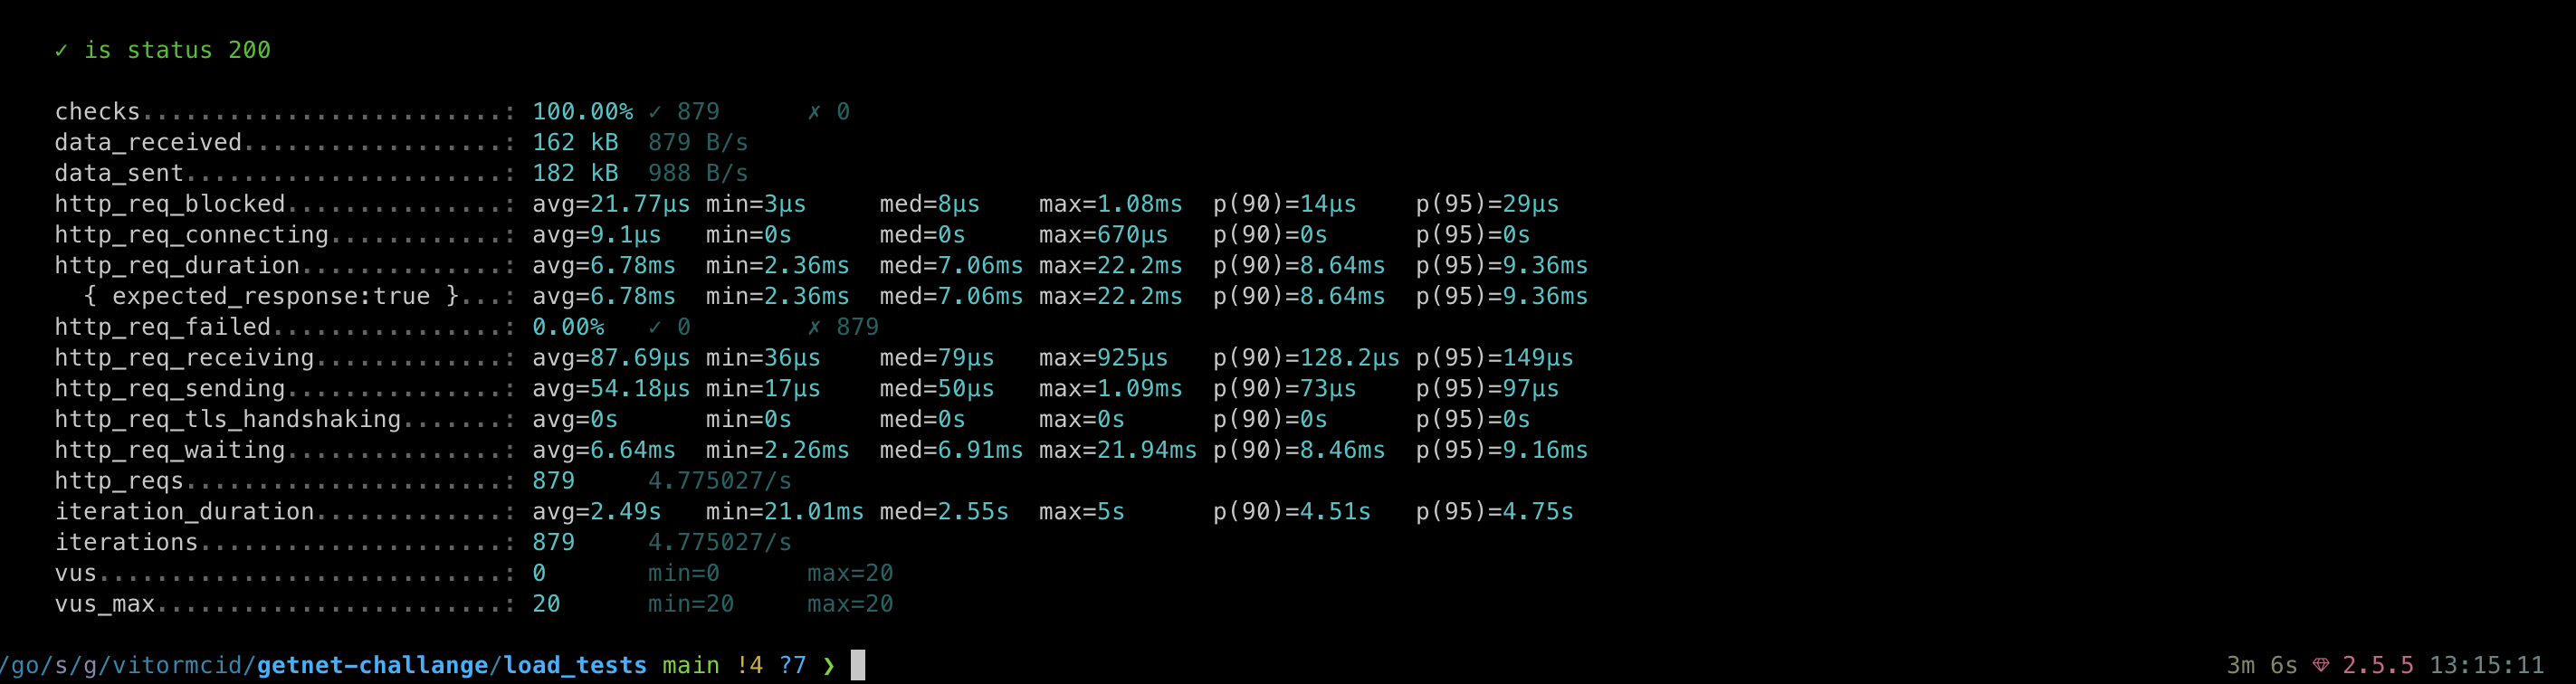 ✓ is status 200
checks.........................: 100.00% ✓ 879      ✗ 0
data_received..................: 162 kB  879 B/s
data_sent......................: 182 kB  988 B/s
http_req_blocked...............: avg=21.77µs min=3µs     med=8µs    max=1.08ms  p(90)=14µs    p(95)=29µs
http_req_connecting............: avg=9.1µs   min=0s      med=0s     max=670µs   p(90)=0s      p(95)=0s
http_req_duration..............: avg=6.78ms  min=2.36ms  med=7.06ms max=22.2ms  p(90)=8.64ms  p(95)=9.36ms
{ expected_response:true }...: avg=6.78ms  min=2.36ms  med=7.06ms max=22.2ms  p(90)=8.64ms  p(95)=9.36ms
http_req_failed................: 0.00%   ✓ 0        ✗ 879
http_req_receiving.............: avg=87.69µs min=36µs    med=79µs   max=925µs   p(90)=128.2µs p(95)=149µs
http_req_sending...............: avg=54.18µs min=17µs    med=50µs   max=1.09ms  p(90)=73µs    p(95)=97µs
http_req_tls_handshaking.......: avg=0s      min=0s      med=0s     max=0s      p(90)=0s      p(95)=0s
http_req_waiting...............: avg=6.64ms  min=2.26ms  med=6.91ms max=21.94ms p(90)=8.46ms  p(95)=9.16ms
http_reqs......................: 879     4.775027/s
iteration_duration.............: avg=2.49s   min=21.01ms med=2.55s  max=5s      p(90)=4.51s   p(95)=4.75s
iterations.....................: 879     4.775027/s
vus............................: 0       min=0      max=20
vus_max........................: 20      min=20     max=20
/go/s/g/vitormcid/getnet-challange/load_tests main !4 ?7 ❯ 3m 6s 2.5.5 13:15:11